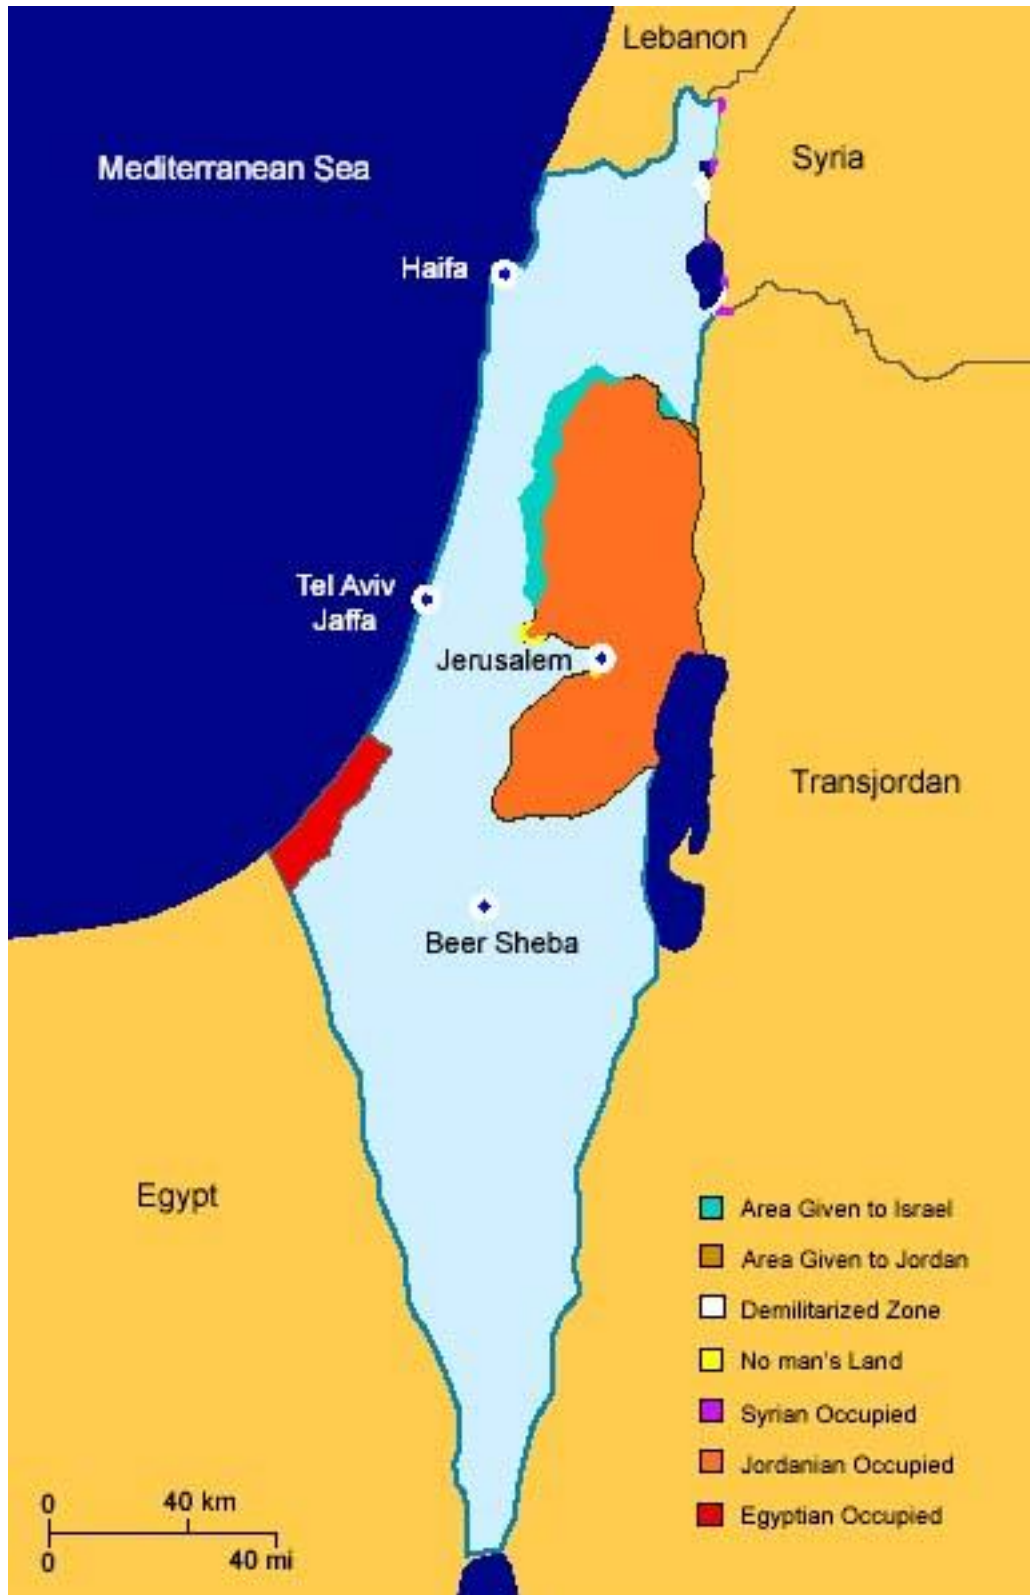 Lebanon
Mediterranean Sea
Syria
Haifa
Tel Aviv
Jaffa
Jerusalem
Transjordan
Beer Sheba
Egypt
Area Given to Israel
Area Given to Jordan
Demilitarized Zone
No man's Land
Syrian Occupied
Jordanian Occupied
Egyptian Occupied
0 40 km
0 40 mi